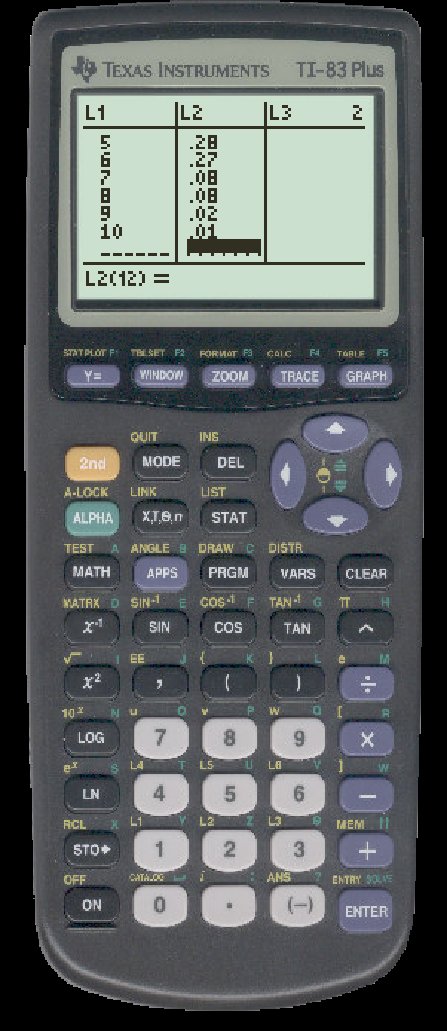 TEXAS INSTRUMENTS TI-83 Plus
L1 L2 L3 2
5 .28
6 .27
7 .08
8 .08
9 .02
10 .01
L2(12) =
STAT PLOT F1 TBLSET F2 FORMAT F3 CALC F4 TABLE F5
Y= WINDOW ZOOM TRACE GRAPH
QUIT INS
2nd MODE DEL
A-LOCK LINK LIST
ALPHA X,T,θ,n STAT
TEST A ANGLE B DRAW C DISTR
MATH APPS PRGM VARS CLEAR
MATRX D SIN-1 E COS-1 F TAN-1 G π H
x-1 SIN COS TAN ^
√ I EE J { K } L e M
x2 , ( ) ÷
10x N u O v P w Q [ R
LOG 7 8 9 ×
ex S L4 T L5 U L6 V ] W
LN 4 5 6 −
RCL X L1 Y L2 Z L3 θ MEM "
STO 1 2 3 +
OFF CATALOG i : ANS ? ENTRY SOLVE
ON 0 . (−) ENTER